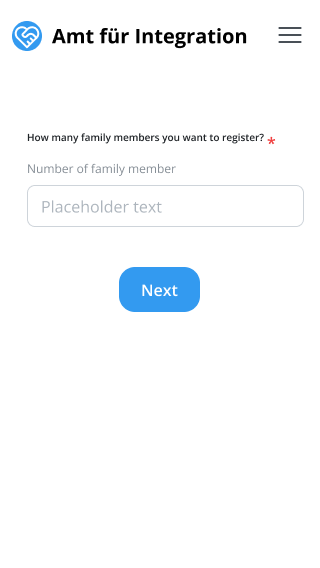 Amt für Integration
How many family members you want to register? *
Number of family member
Placeholder text
Next